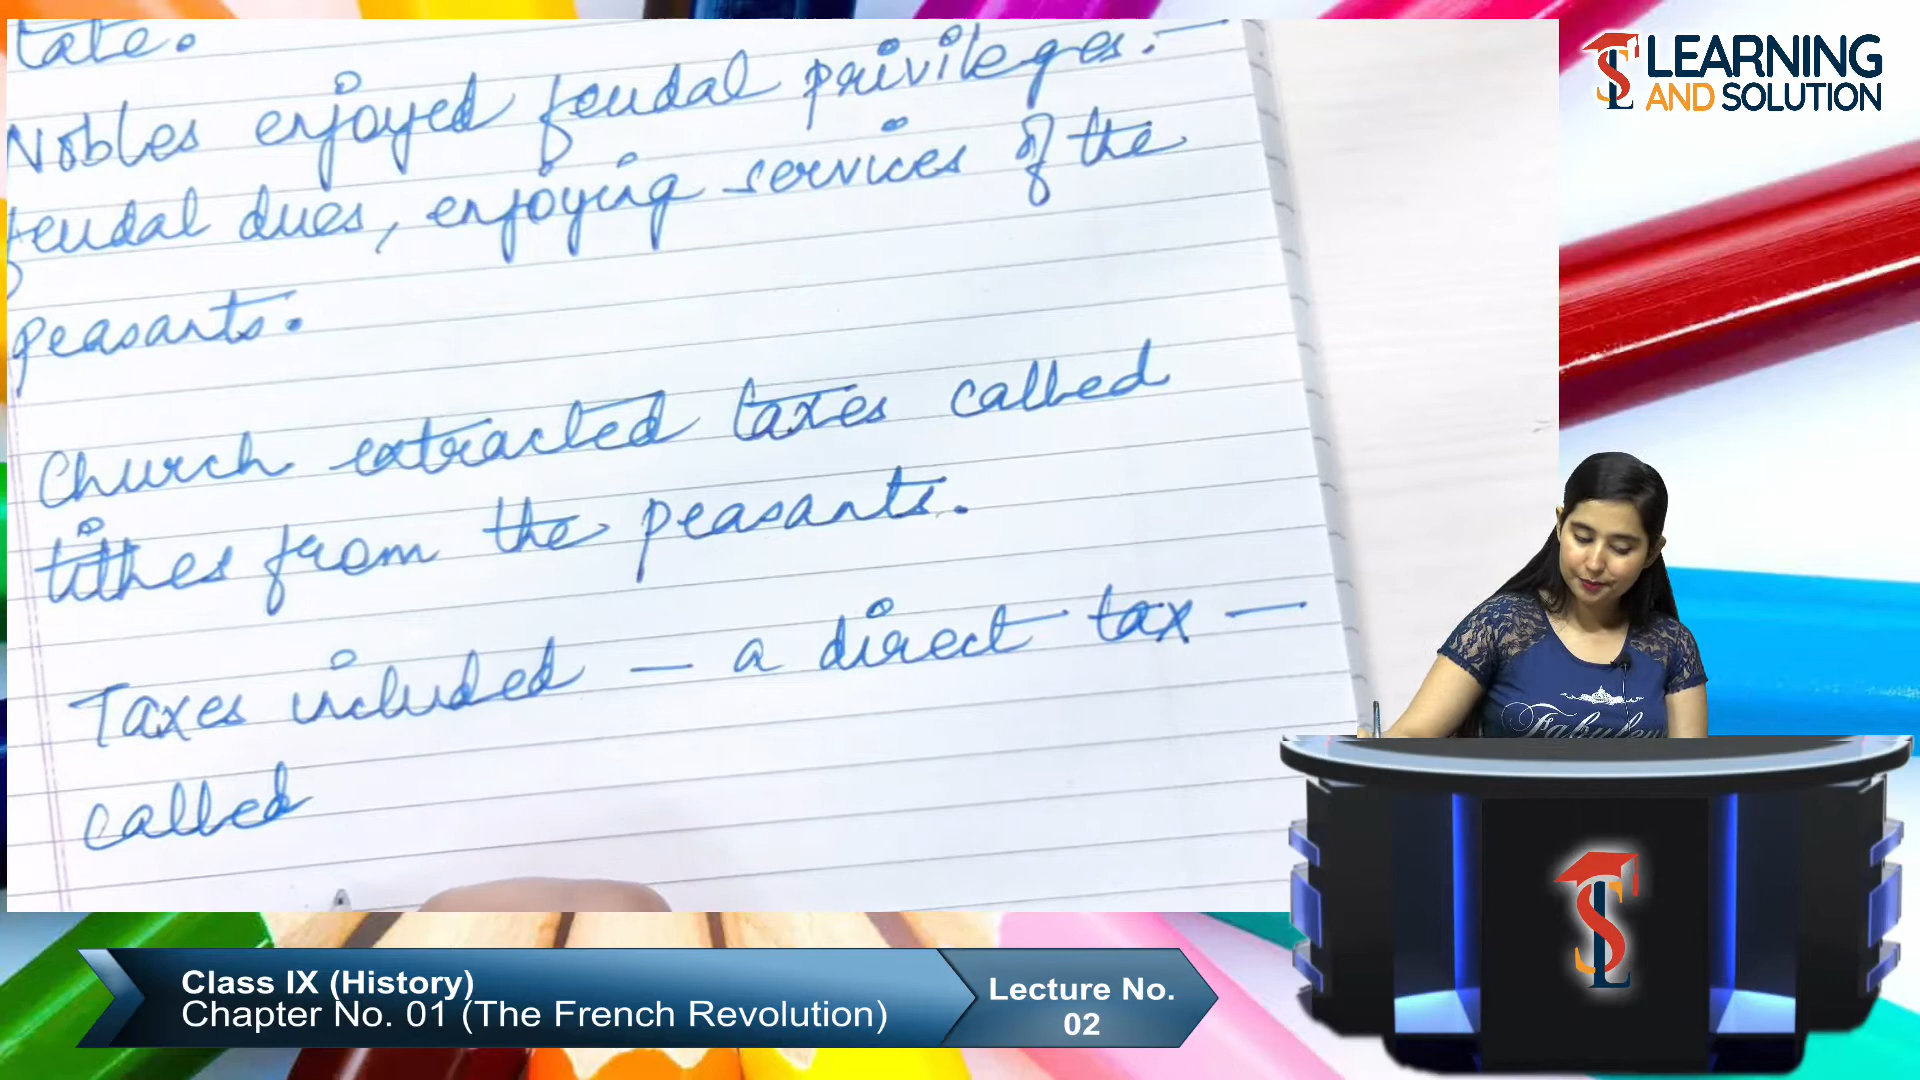 tate.
Nobles enjoyed feudal privileges. —
feudal dues, enjoying services of the
peasants.
Church extracted taxes called
tithes from the peasants.
Taxes included — a direct tax —
called
LEARNING
AND SOLUTION
Fabulou
Class IX (History)
Chapter No. 01 (The French Revolution)
Lecture No.
02